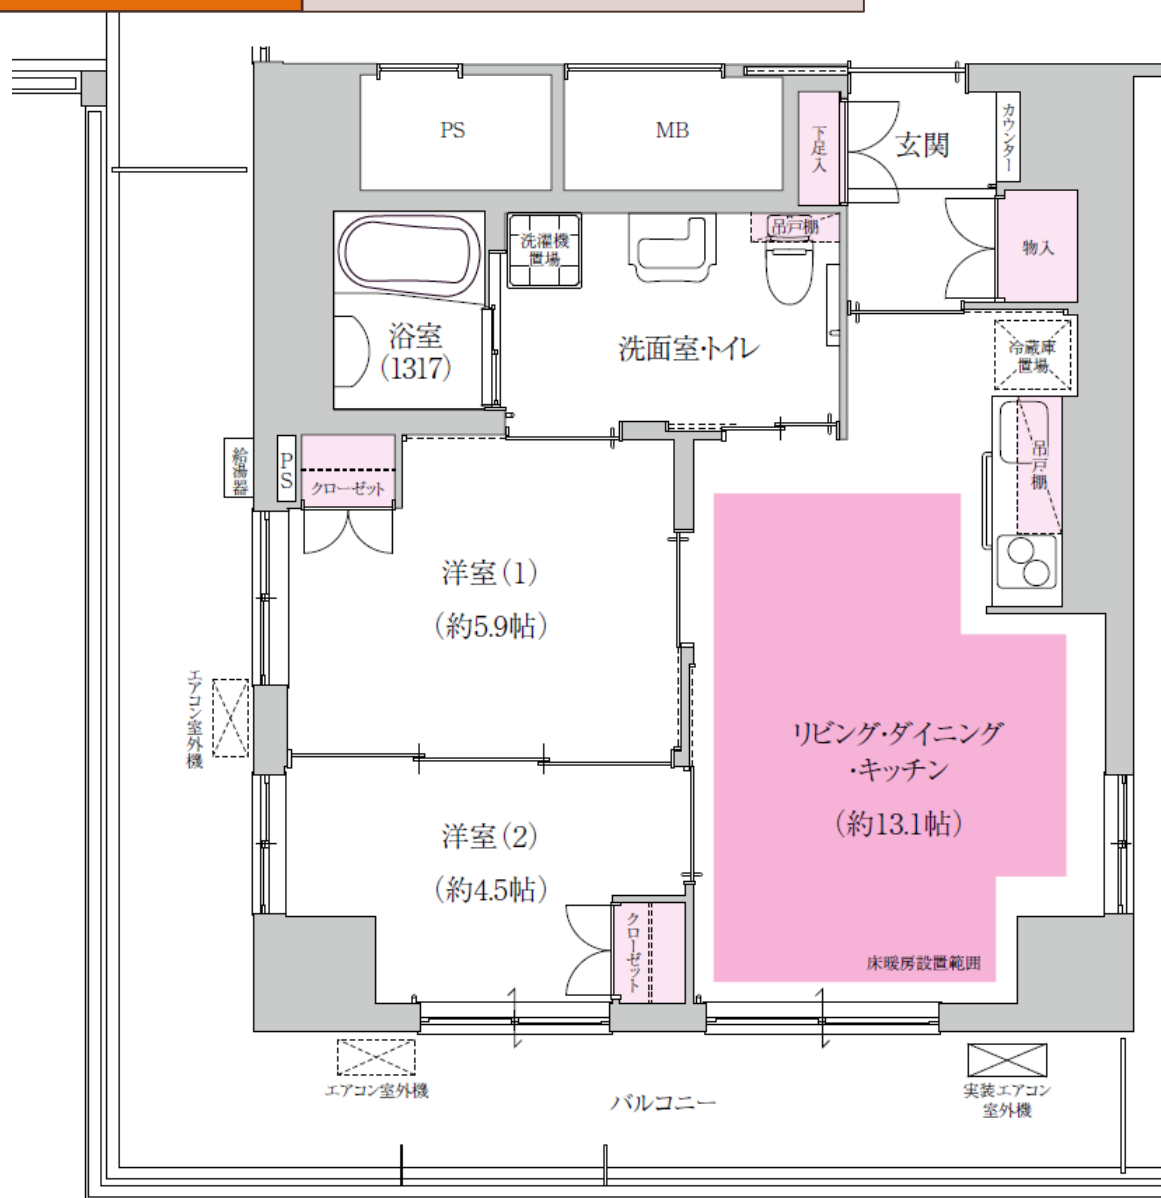 PS
MB
下足入
玄関
カウンター
洗濯機
置場
吊戸棚
物入
浴室
(1317)
洗面室・トイレ
冷蔵庫
置場
給湯器
PS
クローゼット
吊戸棚
洋室(1)
(約5.9帖)
エアコン室外機
リビング・ダイニング
・キッチン
(約13.1帖)
洋室(2)
(約4.5帖)
クローゼット
床暖房設置範囲
エアコン室外機
バルコニー
実装エアコン
室外機